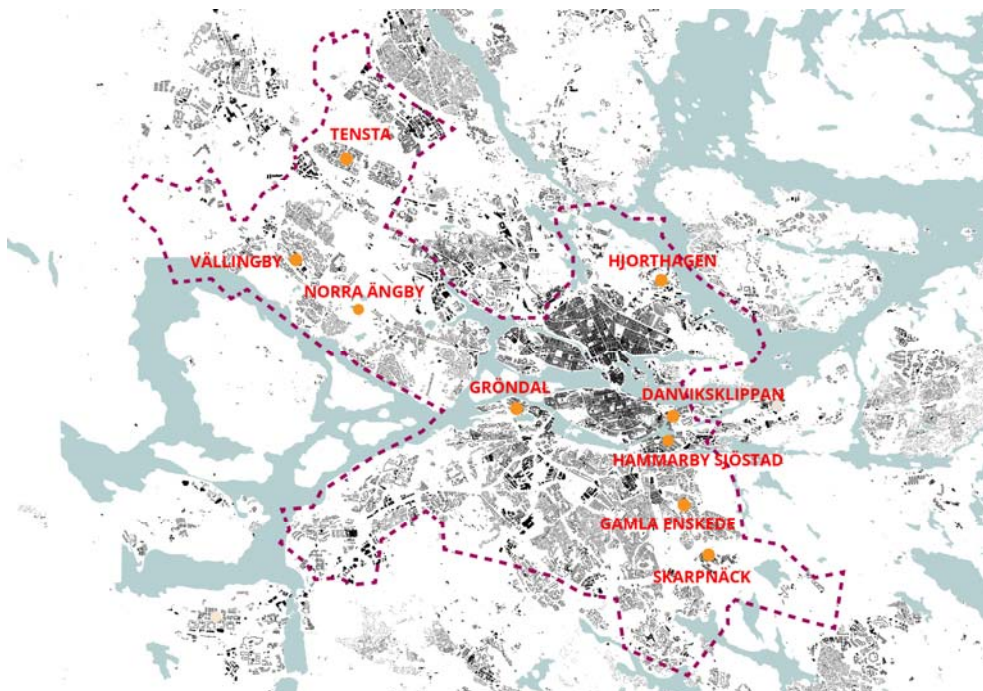 TENSTA
VÄLLINGBY
HJORTHAGEN
NORRA ÄNGBY
GRÖNDAL
DANVIKSKLIPPAN
HAMMARBY SJÖSTAD
GAMLA ENSKEDE
SKARPNÄCK